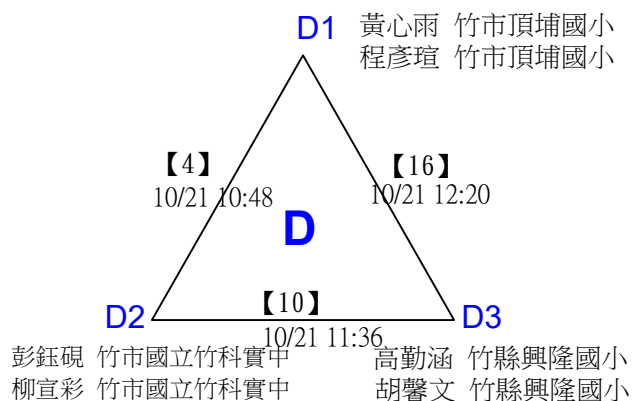 D1
黃心雨 竹市頂埔國小
程彥瑄 竹市頂埔國小
【4】
10/21 10:48
【16】
10/21 12:20
D
【10】
10/21 11:36
D2
D3
彭鈺硯 竹市國立竹科實中
柳宣彩 竹市國立竹科實中
高勤涵 竹縣興隆國小
胡馨文 竹縣興隆國小